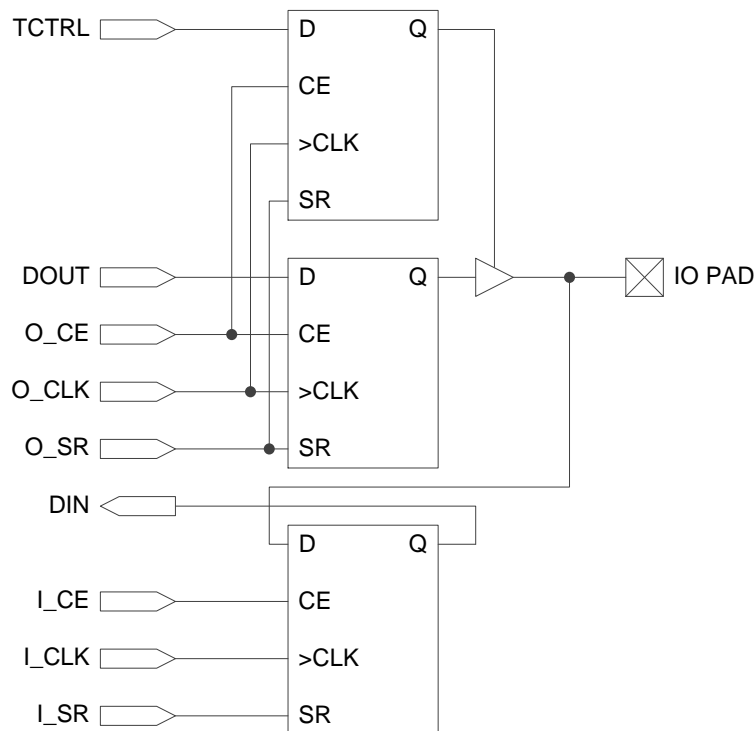 TCTRL D Q
CE
>CLK
SR
DOUT D Q IO PAD
O_CE CE
O_CLK >CLK
O_SR SR
DIN
D Q
I_CE CE
I_CLK >CLK
I_SR SR